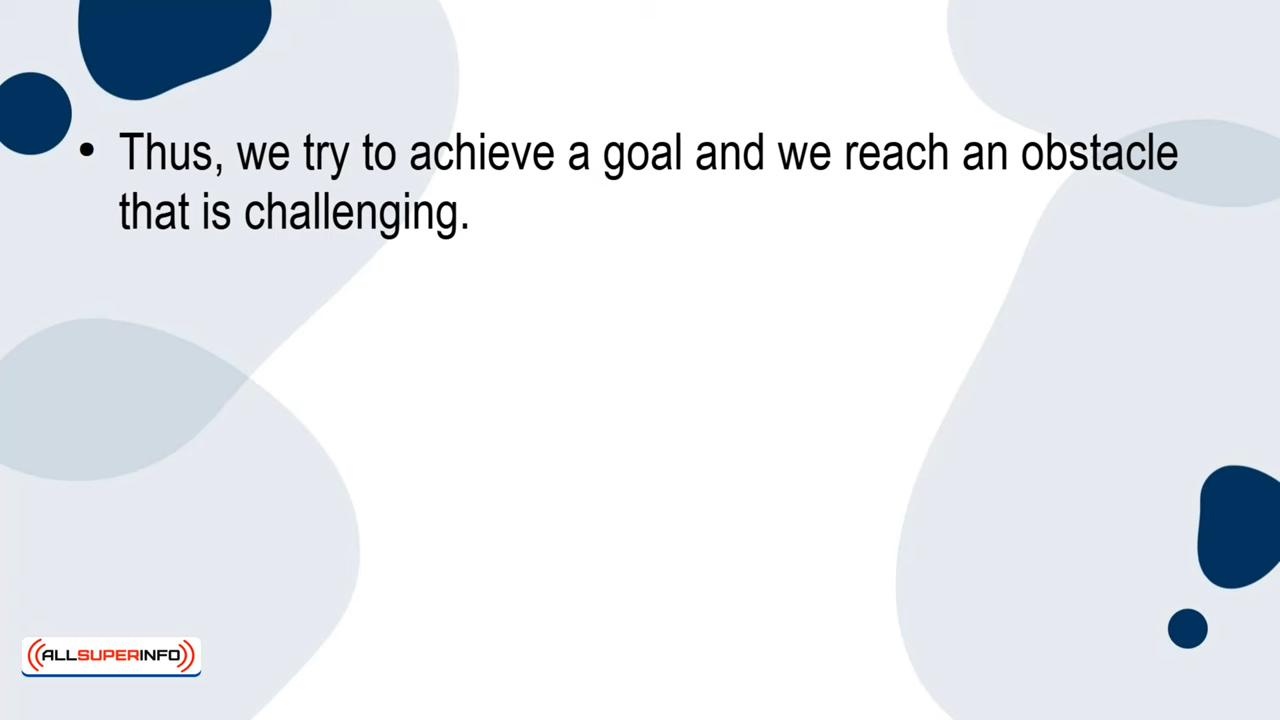 • Thus, we try to achieve a goal and we reach an obstacle
that is challenging.
((ALLSUPERINFO))